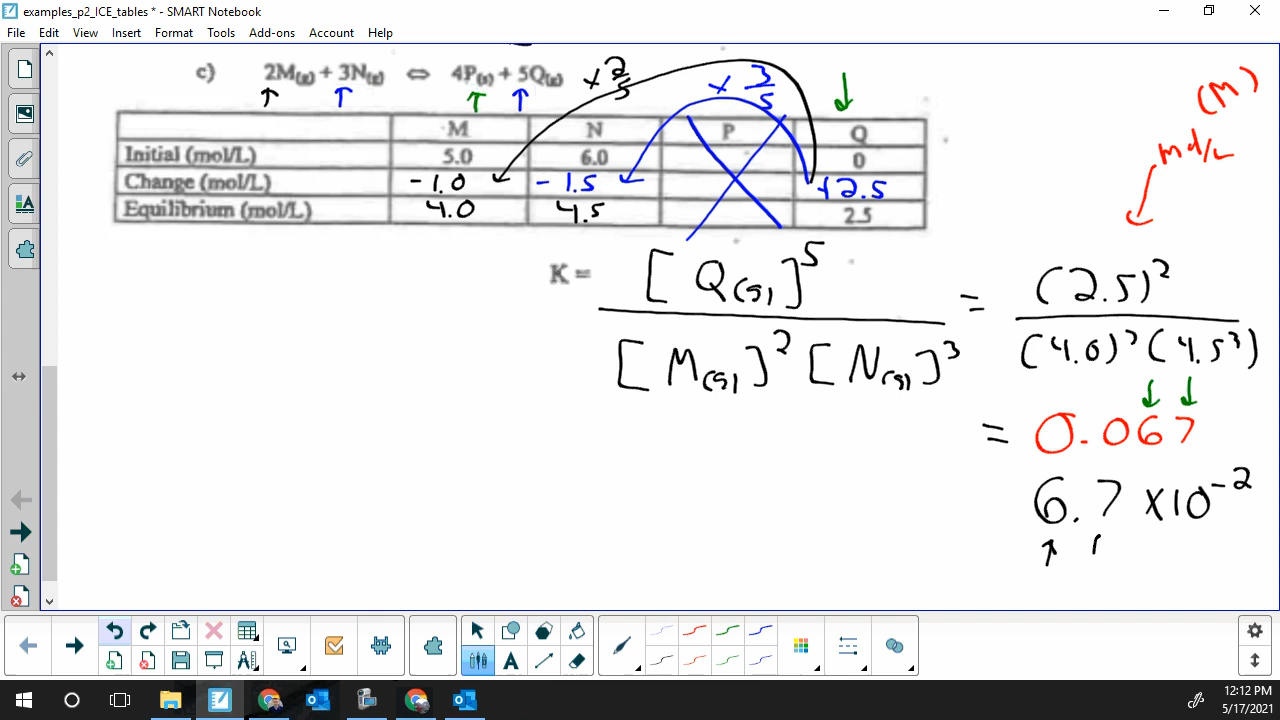 examples_p2_ICE_tables * - SMART Notebook
File Edit View Insert Format Tools Add-ons Account Help
c) 2M(g) + 3N(g) ⇔ 4P(s) + 5Q(g) × 2/5 × 3/5
(M)
mol/L
M N P Q
Initial (mol/L) 5.0 6.0 0
Change (mol/L) -1.0 -1.5 +2.5
Equilibrium (mol/L) 4.0 4.5 2.5
K = [Q(g)]^5 / [M(g)]^2 [N(g)]^3 = (2.5)^2 / (4.0)^2 (4.5^3)
= 0.067
6.7 × 10^-2
12:12 PM
5/17/2021